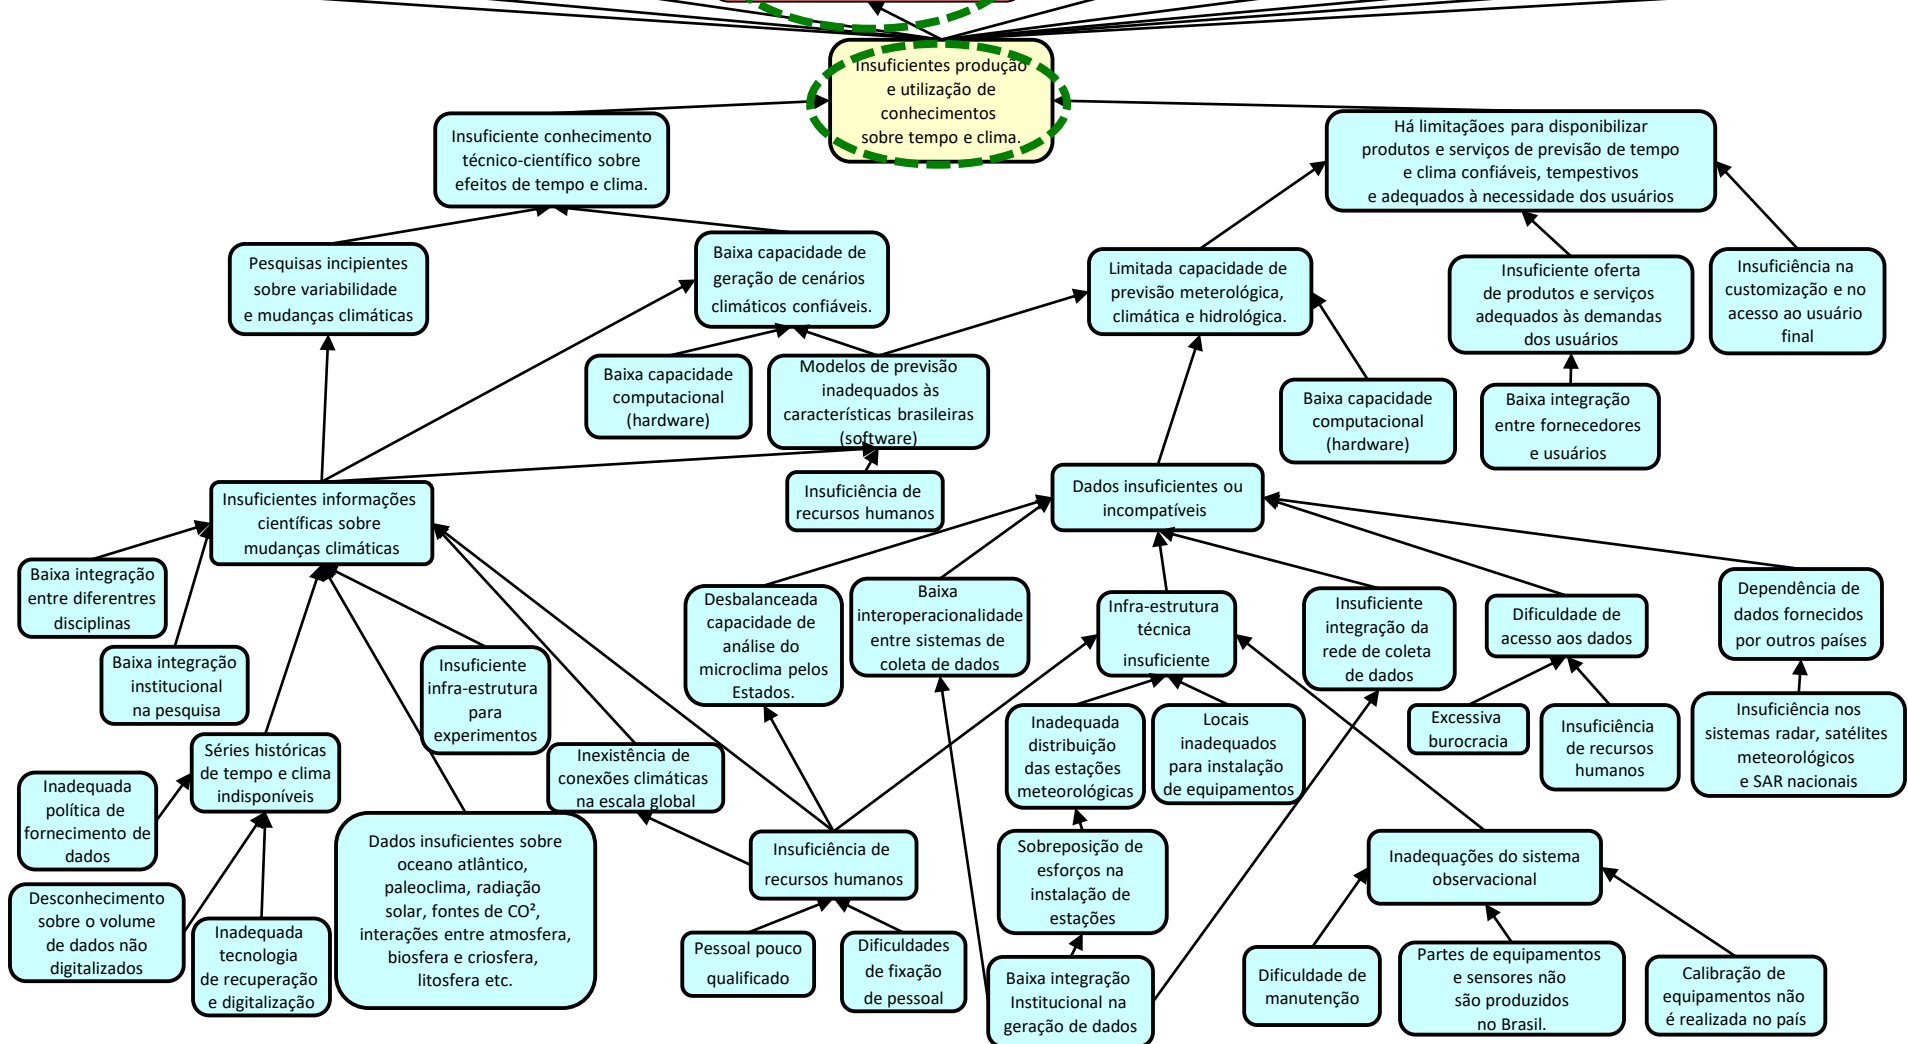 Insuficientes produção
e utilização de
conhecimentos
sobre tempo e clima.
Insuficiente conhecimento
técnico-científico sobre
efeitos de tempo e clima.
Há limitaçãoes para disponibilizar
produtos e serviços de previsão de tempo
e clima confiáveis, tempestivos
e adequados à necessidade dos usuários
Pesquisas incipientes
sobre variabilidade
e mudanças climáticas
Baixa capacidade de
geração de cenários
climáticos confiáveis.
Limitada capacidade de
previsão meterológica,
climática e hidrológica.
Insuficiente oferta
de produtos e serviços
adequados às demandas
dos usuários
Insuficiência na
customização e no
acesso ao usuário
final
Baixa capacidade
computacional
(hardware)
Modelos de previsão
inadequados às
características brasileiras
(software)
Baixa capacidade
computacional
(hardware)
Baixa integração
entre fornecedores
e usuários
Insuficientes informações
científicas sobre
mudanças climáticas
Insuficiência de
recursos humanos
Dados insuficientes ou
incompatíveis
Baixa integração
entre diferentres
disciplinas
Baixa integração
institucional
na pesquisa
Insuficiente
infra-estrutura
para
experimentos
Desbalanceada
capacidade de
análise do
microclima pelos
Estados.
Baixa
interoperacionalidade
entre sistemas de
coleta de dados
Infra-estrutura
técnica
insuficiente
Insuficiente
integração da
rede de coleta
de dados
Dificuldade de
acesso aos dados
Dependência de
dados fornecidos
por outros países
Séries históricas
de tempo e clima
indisponíveis
Inexistência de
conexões climáticas
na escala global
Inadequada
distribuição
das estações
meteorológicas
Locais
inadequados
para instalação
de equipamentos
Excessiva
burocracia
Insuficiência
de recursos
humanos
Insuficiência nos
sistemas radar, satélites
meteorológicos
e SAR nacionais
Inadequada
política de
fornecimento de
dados
Dados insuficientes sobre
oceano atlântico,
paleoclima, radiação
solar, fontes de CO²,
interações entre atmosfera,
biosfera e criosfera,
litosfera etc.
Insuficiência de
recursos humanos
Sobreposição de
esforços na
instalação de
estações
Inadequações do sistema
observacional
Desconhecimento
sobre o volume
de dados não
digitalizados
Inadequada
tecnologia
de recuperação
e digitalização
Pessoal pouco
qualificado
Dificuldades
de fixação
de pessoal
Baixa integração
Institucional na
geração de dados
Dificuldade de
manutenção
Partes de equipamentos
e sensores não
são produzidos
no Brasil.
Calibração de
equipamentos não
é realizada no país